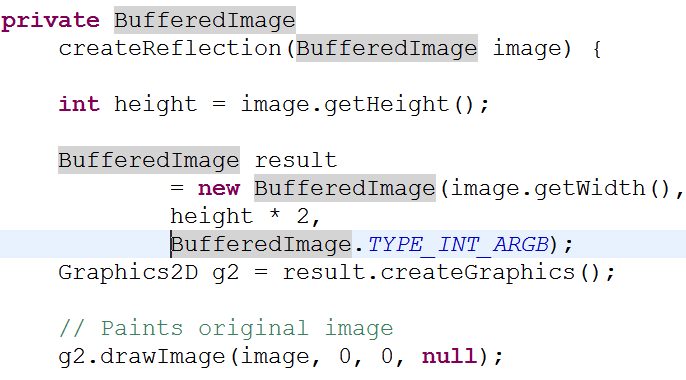 private BufferedImage
createReflection(BufferedImage image) {
int height = image.getHeight();
BufferedImage result
= new BufferedImage(image.getWidth(),
height * 2,
BufferedImage.TYPE_INT_ARGB);
Graphics2D g2 = result.createGraphics();
// Paints original image
g2.drawImage(image, 0, 0, null);